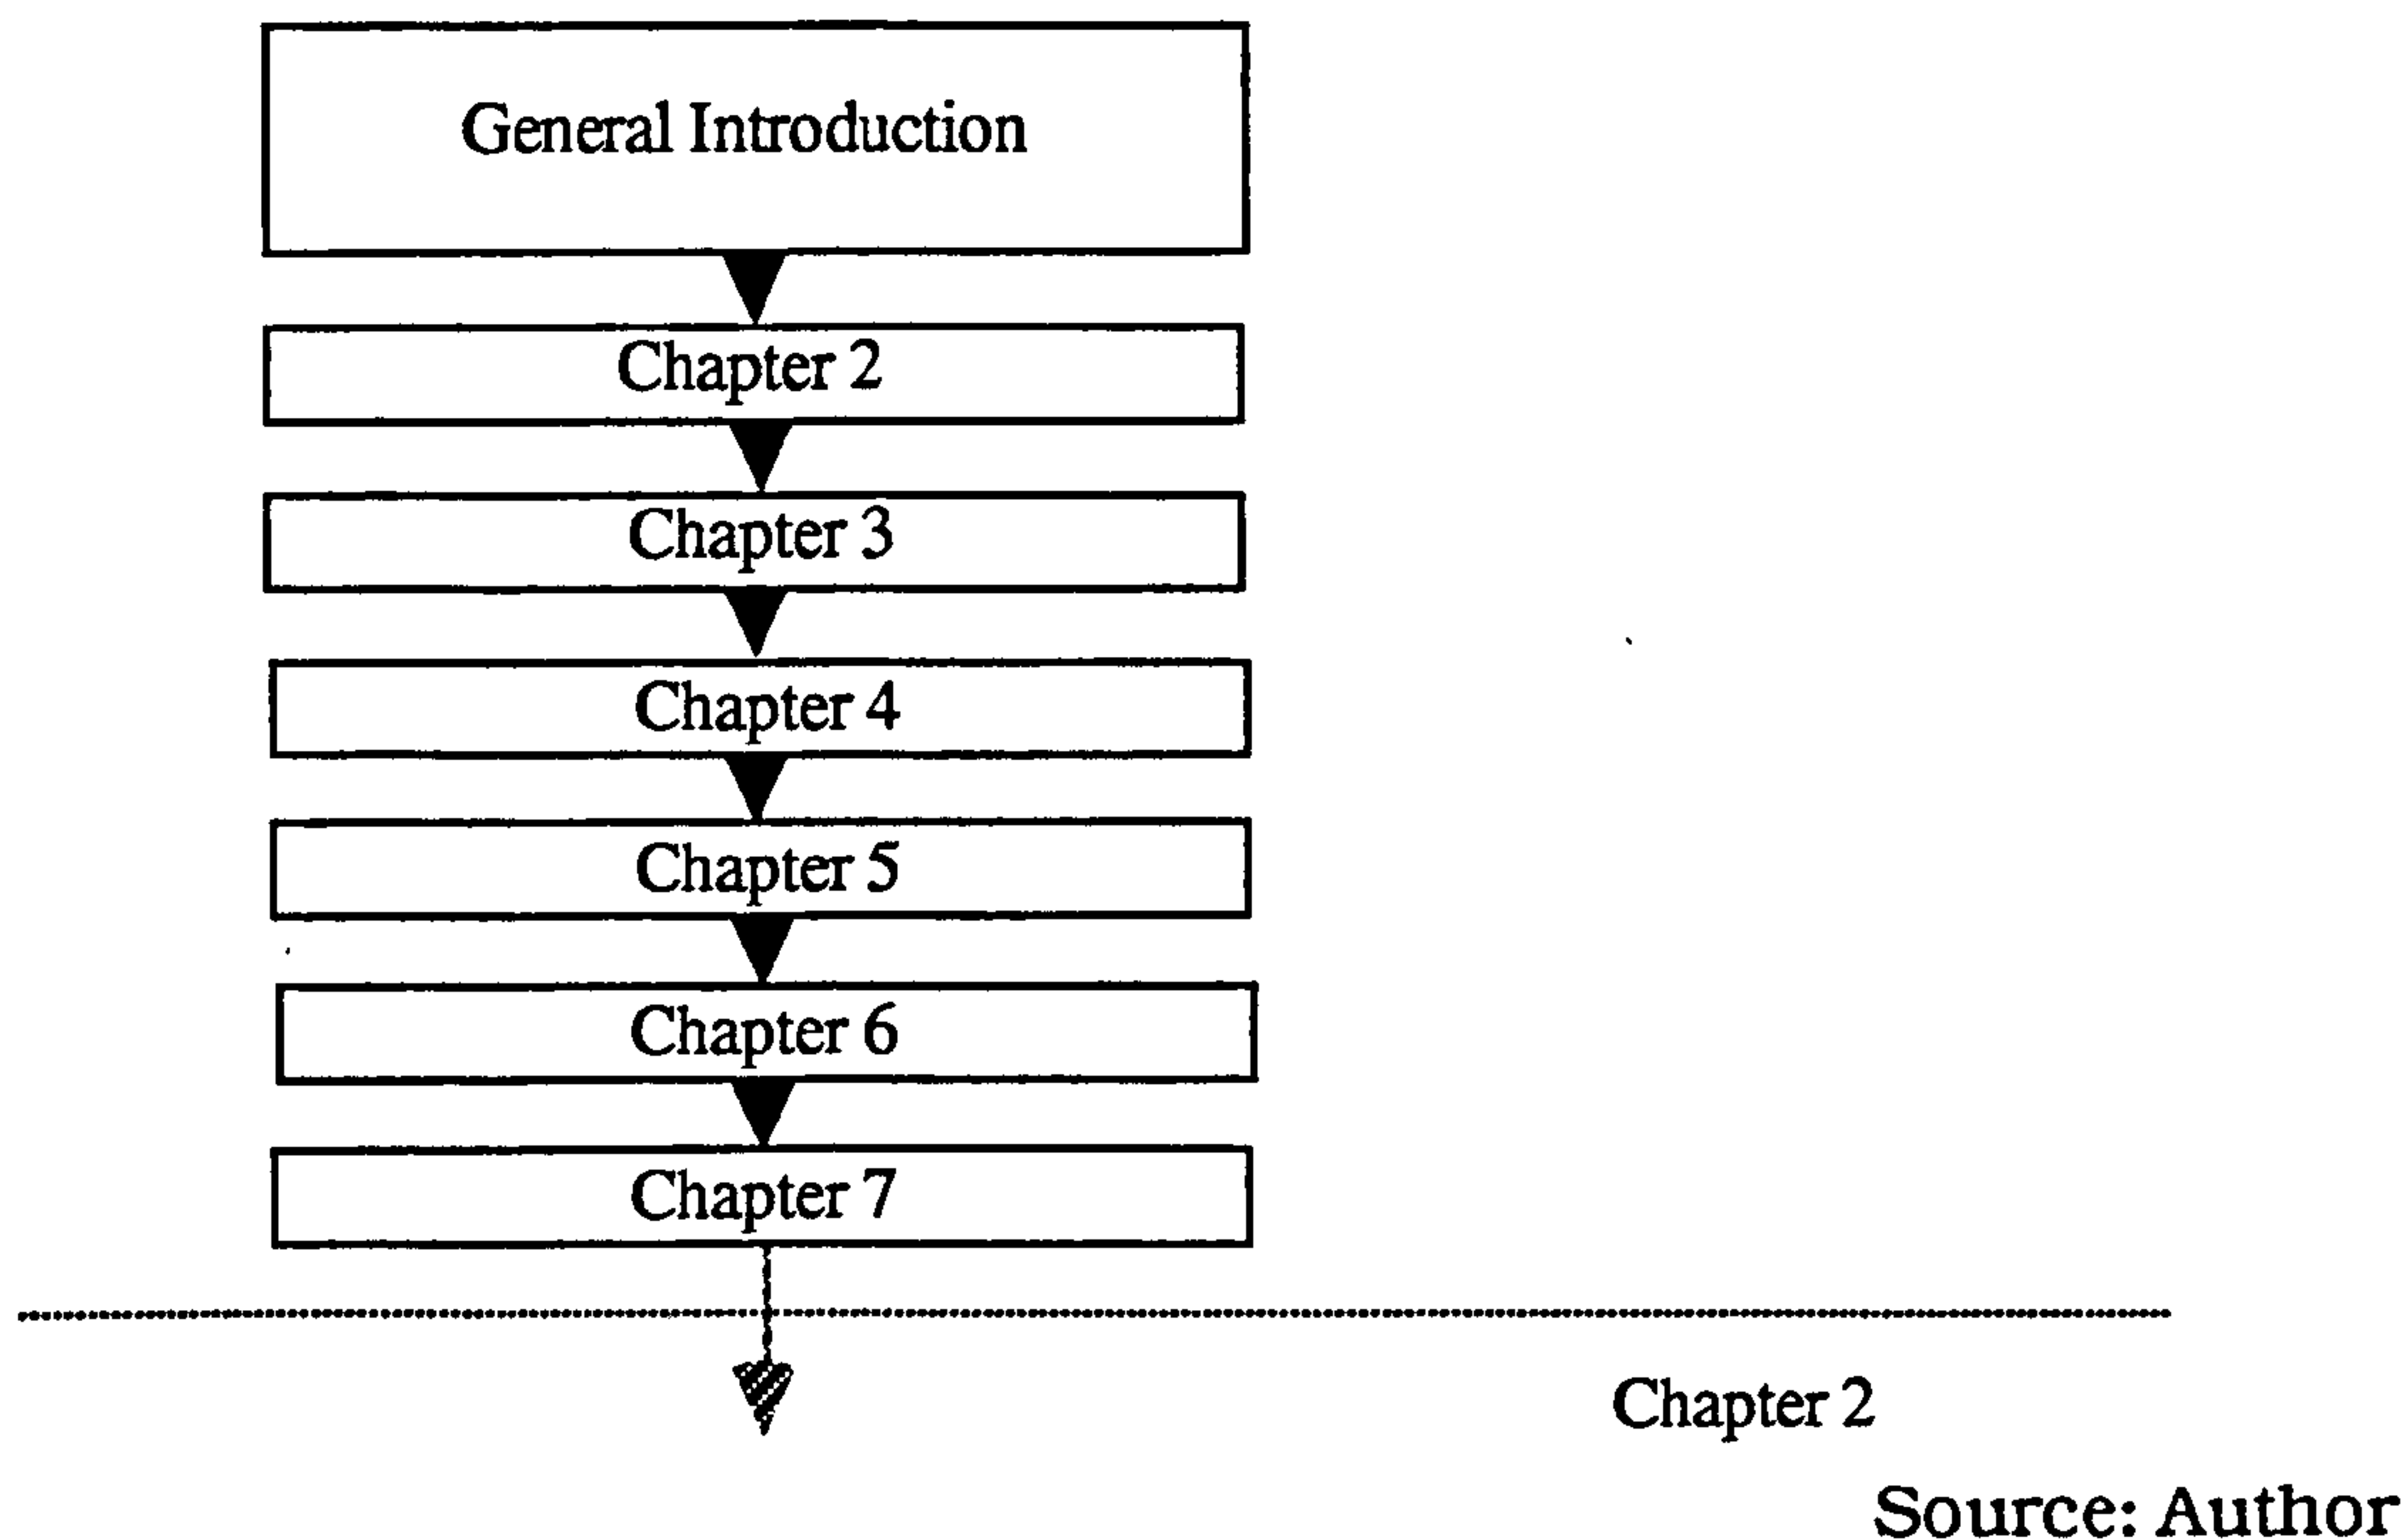 General Introduction
Chapter 2
Chapter 3
Chapter 4
Chapter 5
Chapter 6
Chapter 7
Chapter 2
Source: Author